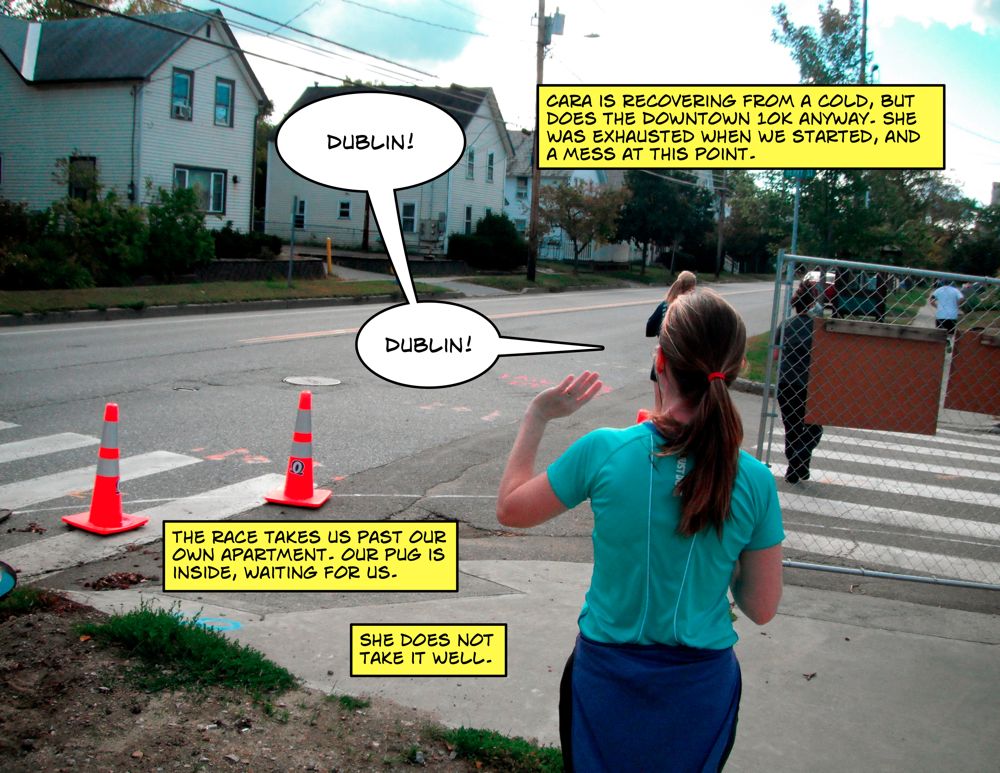 CARA IS RECOVERING FROM A COLD, BUT
DOES THE DOWNTOWN 10K ANYWAY. SHE
WAS EXHAUSTED WHEN WE STARTED, AND
A MESS AT THIS POINT.
DUBLIN!
DUBLIN!
THE RACE TAKES US PAST OUR
OWN APARTMENT. OUR PUG IS
INSIDE, WAITING FOR US.
SHE DOES NOT
TAKE IT WELL.